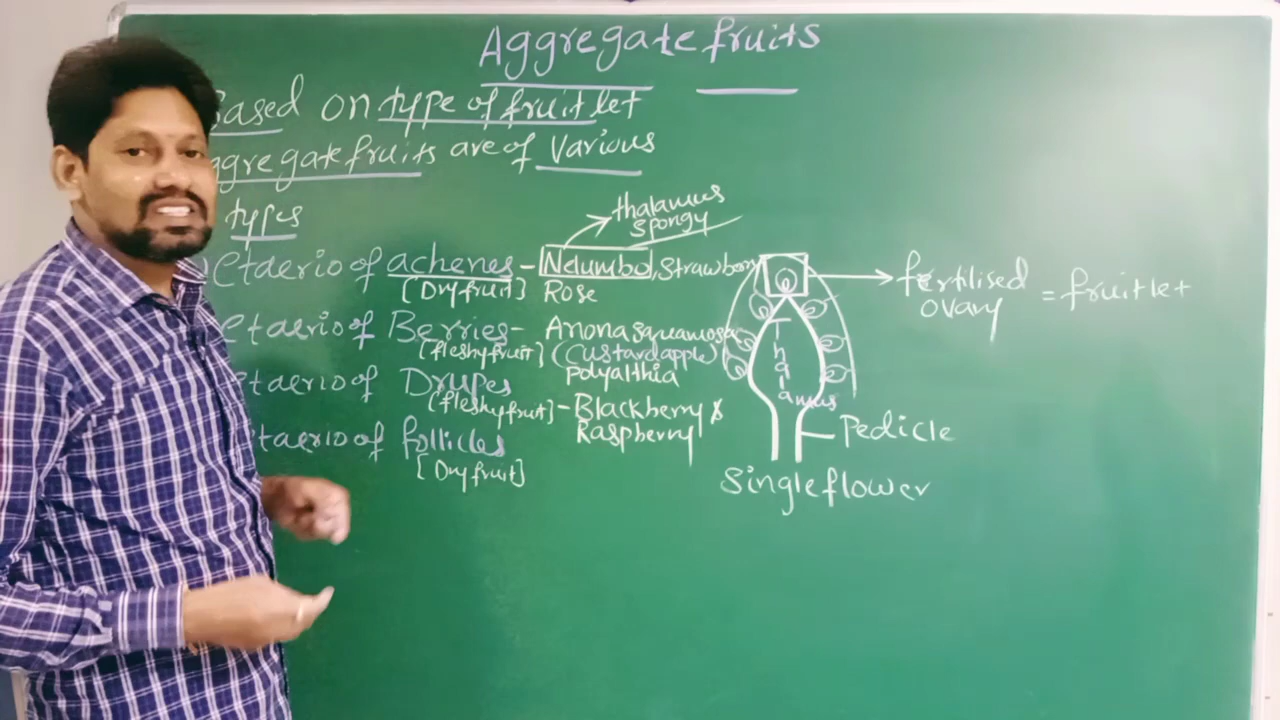 Aggregate fruits
Based on type of fruitlet
ggregate fruits are of Various
types
Etaerio of achenes - Nelumbo, Strawberry
[Dry fruit] Rose
thalamus
spongy
Etaerio of Berries - Anona squamosa
[fleshy fruit] (Custard apple)
Polyalthia
etaerio of Drupes
[fleshy fruit] - Blackberry &
Raspberry
taerio of follicles
[Dry fruit]
fertilised = fruitlet
ovary
Thalamus
Pedicle
Single flower